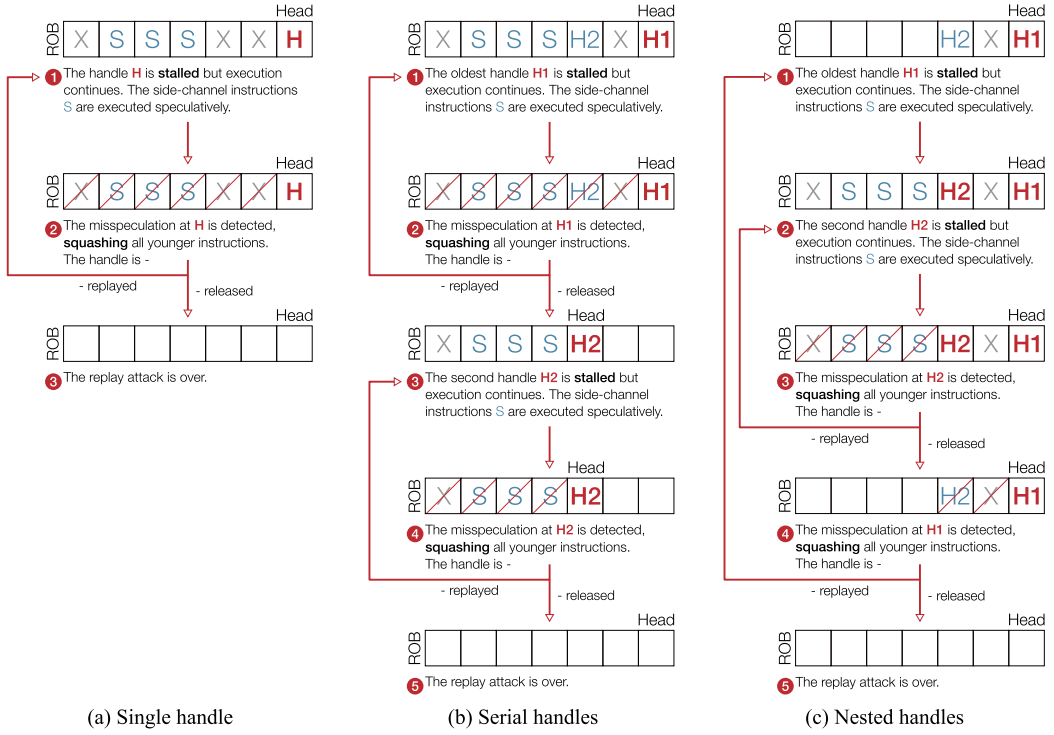 Head
ROB X S S S X X H
1 The handle H is stalled but execution
continues. The side-channel instructions
S are executed speculatively.
Head
ROB X S S S X X H
2 The misspeculation at H is detected,
squashing all younger instructions.
The handle is -
- replayed
- released
Head
ROB
3 The replay attack is over.
(a) Single handle
Head
ROB X S S S H2 X H1
1 The oldest handle H1 is stalled but
execution continues. The side-channel
instructions S are executed speculatively.
Head
ROB X S S S H2 X H1
2 The misspeculation at H1 is detected,
squashing all younger instructions.
The handle is -
- replayed
- released
Head
ROB X S S S H2
3 The second handle H2 is stalled but
execution continues. The side-channel
instructions S are executed speculatively.
Head
ROB X S S S H2
4 The misspeculation at H2 is detected,
squashing all younger instructions.
The handle is -
- replayed
- released
Head
ROB
5 The replay attack is over.
(b) Serial handles
Head
ROB H2 X H1
1 The oldest handle H1 is stalled but
execution continues. The side-channel
instructions S are executed speculatively.
Head
ROB X S S S H2 X H1
2 The second handle H2 is stalled but
execution continues. The side-channel
instructions S are executed speculatively.
Head
ROB X S S S H2 X H1
3 The misspeculation at H2 is detected,
squashing all younger instructions.
The handle is -
- replayed
- released
Head
ROB H2 X H1
4 The misspeculation at H1 is detected,
squashing all younger instructions.
The handle is -
- replayed
- released
Head
ROB
5 The replay attack is over.
(c) Nested handles